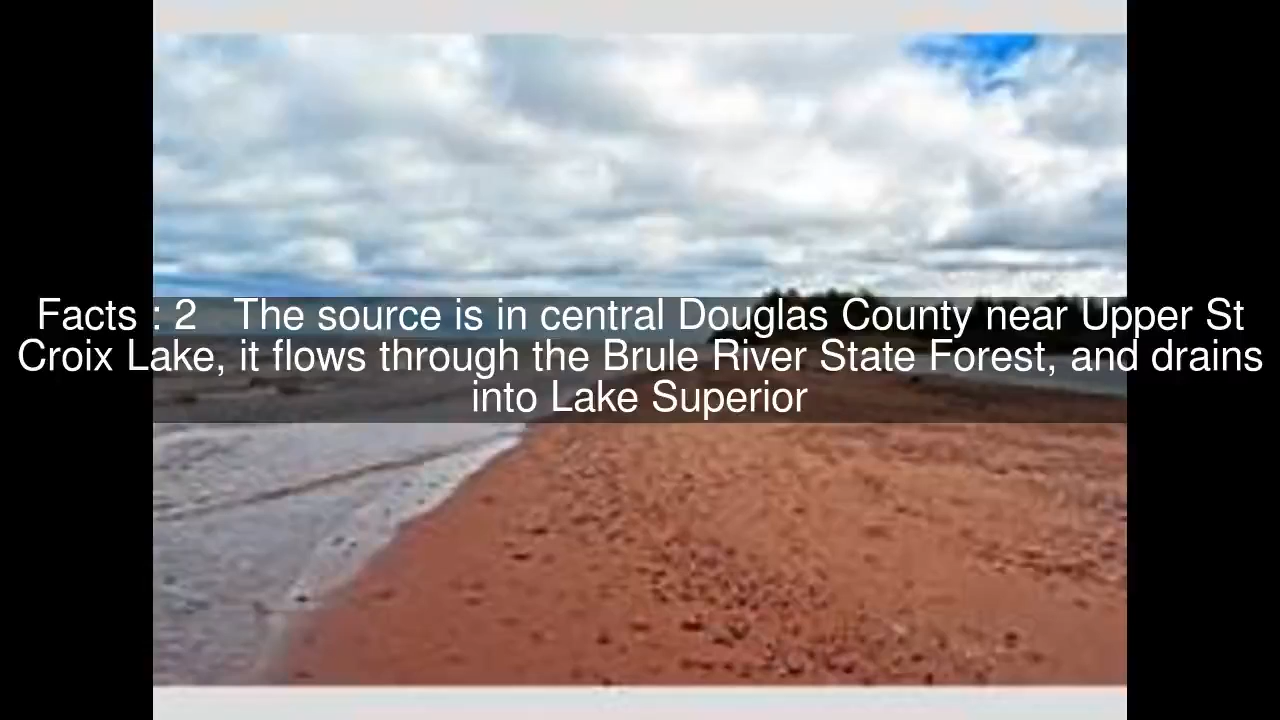 Facts : 2   The source is in central Douglas County near Upper St
Croix Lake, it flows through the Brule River State Forest, and drains
into Lake Superior